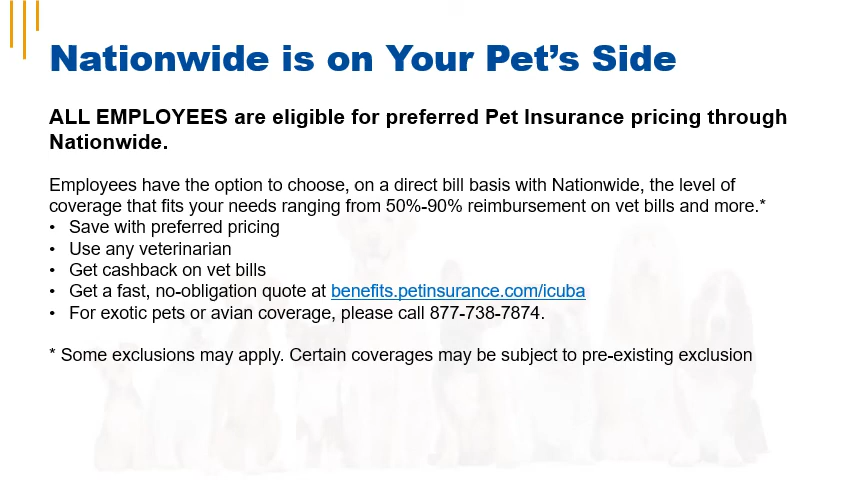 Nationwide is on Your Pet’s Side
ALL EMPLOYEES are eligible for preferred Pet Insurance pricing through
Nationwide.
Employees have the option to choose, on a direct bill basis with Nationwide, the level of
coverage that fits your needs ranging from 50%-90% reimbursement on vet bills and more.*
• Save with preferred pricing
• Use any veterinarian
• Get cashback on vet bills
• Get a fast, no-obligation quote at benefits.petinsurance.com/icuba
• For exotic pets or avian coverage, please call 877-738-7874.
* Some exclusions may apply. Certain coverages may be subject to pre-existing exclusion